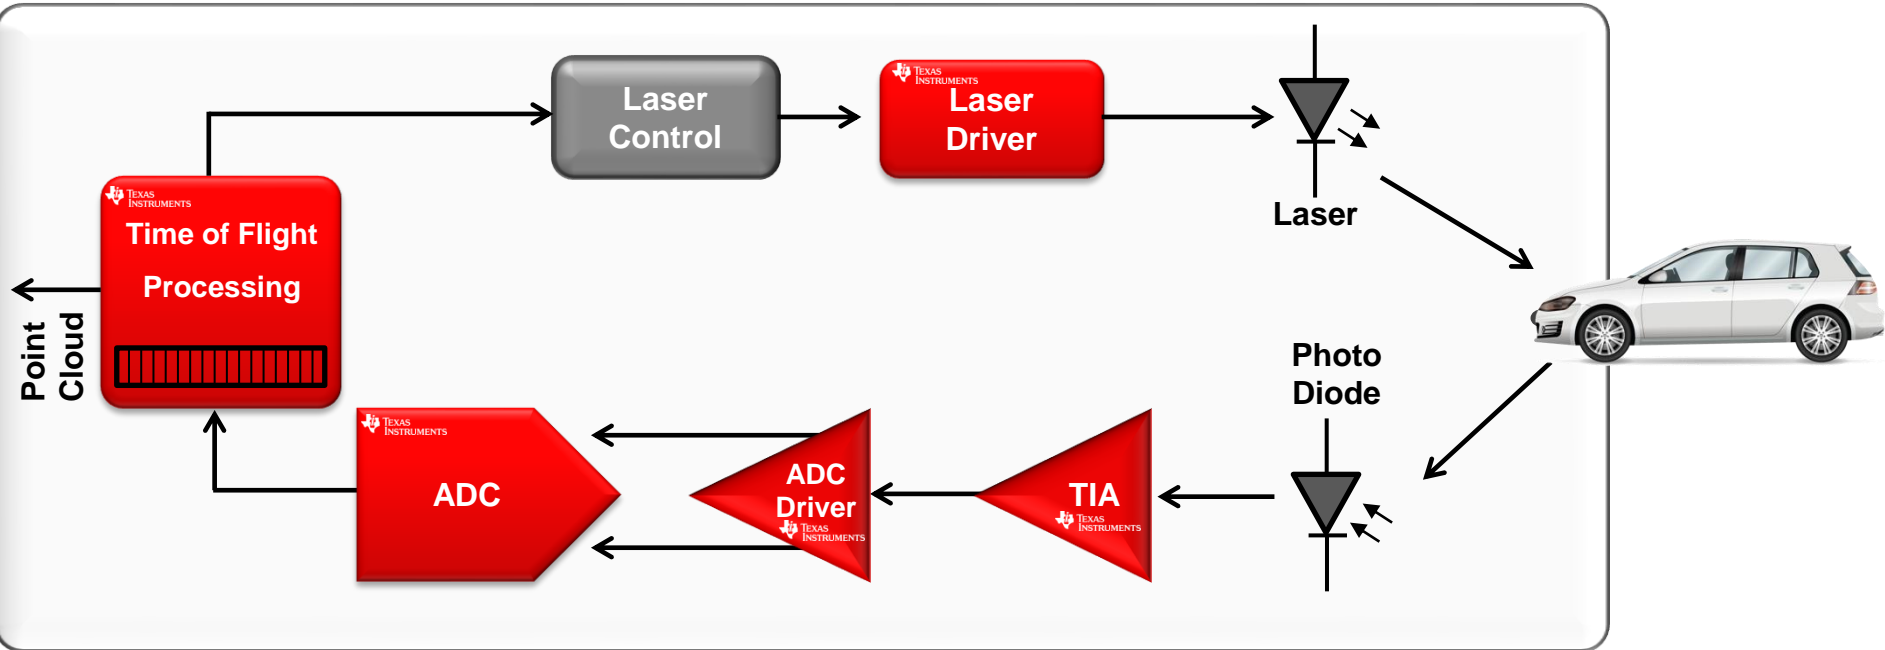 Laser
Control
TEXAS
INSTRUMENTS
Laser
Driver
Laser
TEXAS
INSTRUMENTS
Time of Flight
Processing
Point
Cloud
Photo
Diode
TEXAS
INSTRUMENTS
ADC
ADC
Driver
TEXAS
INSTRUMENTS
TIA
TEXAS
INSTRUMENTS